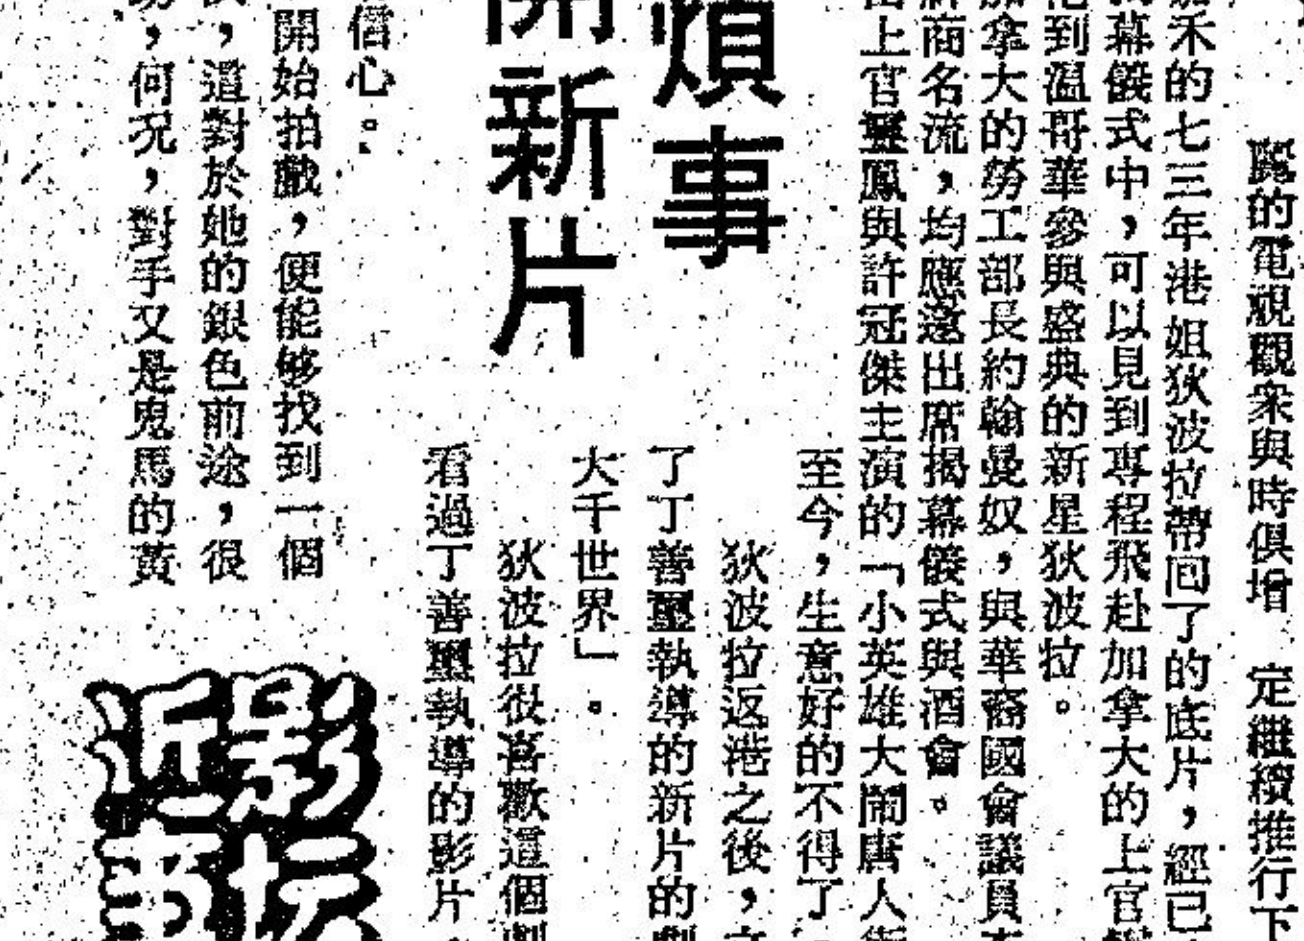 麗的電視觀衆與時俱增 定繼續推行下
禾的七三年港姐狄波拉帶回了的底片，經已
幕儀式中，可以見到專程飛赴加拿大的上官
到溫哥華參與盛典的新星狄波拉。
加拿大的勞工部長約翰曼奴，與華裔國會議員
商名流，均應邀出席揭幕儀式與酒會。
上官靈鳳與許冠傑主演的「小英雄大鬧唐人街
至今，生意好的不得了
煩事
開新片
狄波拉返港之後，
了丁善璽執導的新片的劇
大千世界」。
狄波拉很喜歡這個劇
看過丁善璽執導的影片，
信心。
開始拍戲，便能够找到一個
，這對於她的銀色前途，很
，何况，對手又是鬼馬的黃
影坛
近事